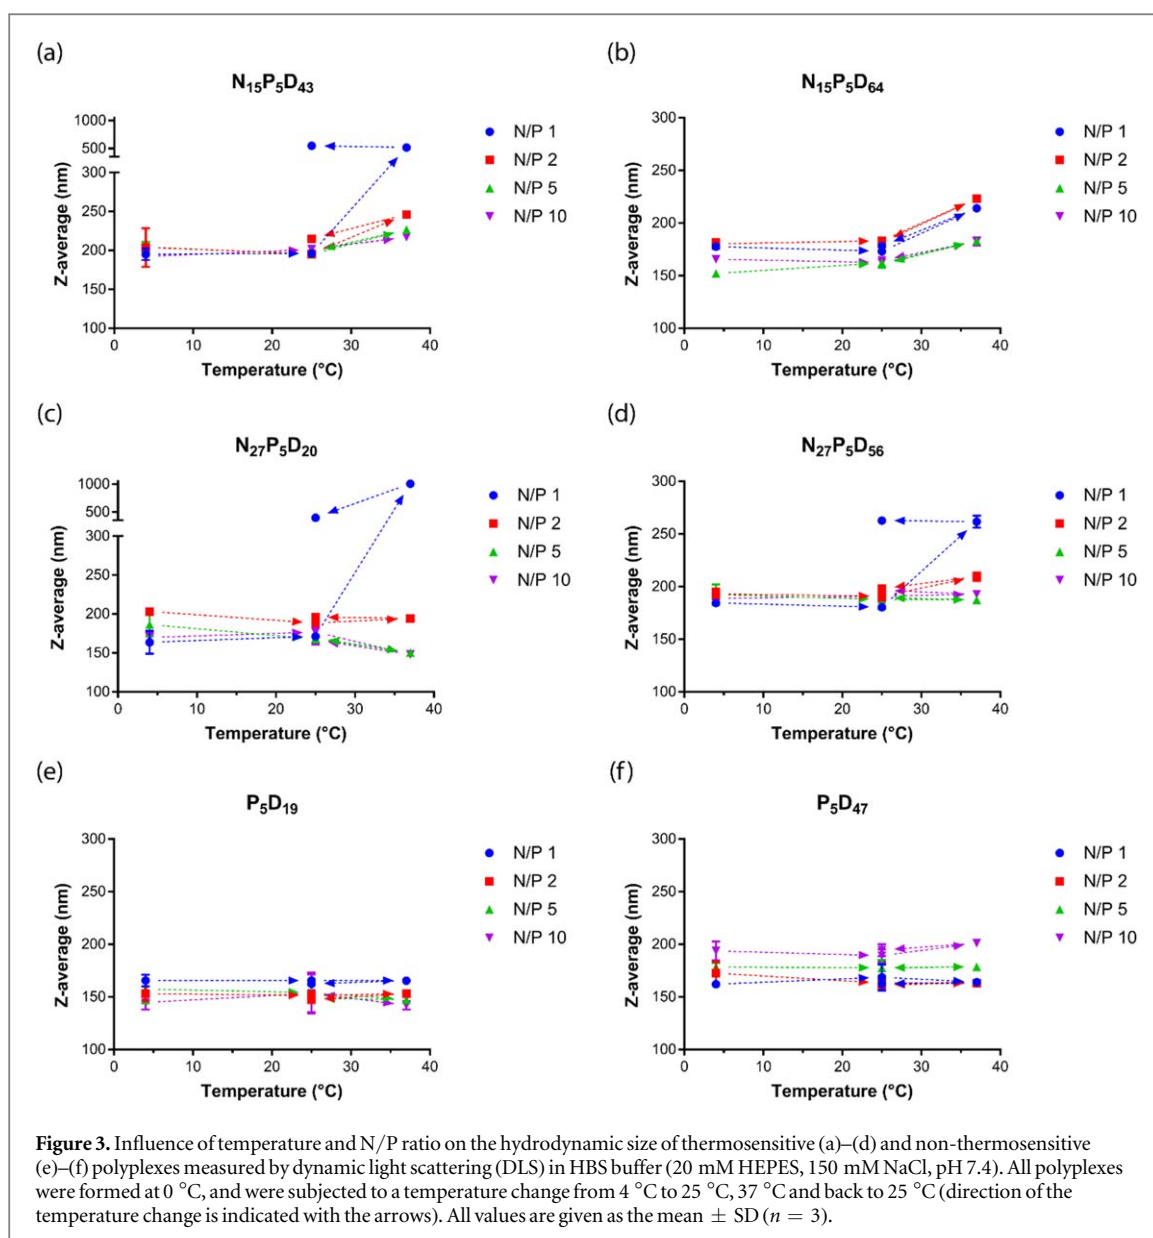 (a)
N₁₅P₅D₄₃
1000
500
300
250
200
150
100
0 10 20 30 40
Z-average (nm)
Temperature (°C)
N/P 1
N/P 2
N/P 5
N/P 10
(b)
N₁₅P₅D₆₄
300
250
200
150
100
0 10 20 30 40
Z-average (nm)
Temperature (°C)
N/P 1
N/P 2
N/P 5
N/P 10
(c)
N₂₇P₅D₂₀
1000
500
300
250
200
150
100
0 10 20 30 40
Z-average (nm)
Temperature (°C)
N/P 1
N/P 2
N/P 5
N/P 10
(d)
N₂₇P₅D₅₆
300
250
200
150
100
0 10 20 30 40
Z-average (nm)
Temperature (°C)
N/P 1
N/P 2
N/P 5
N/P 10
(e)
P₅D₁₉
300
250
200
150
100
0 10 20 30 40
Z-average (nm)
Temperature (°C)
N/P 1
N/P 2
N/P 5
N/P 10
(f)
P₅D₄₇
300
250
200
150
100
0 10 20 30 40
Z-average (nm)
Temperature (°C)
N/P 1
N/P 2
N/P 5
N/P 10
Figure 3. Influence of temperature and N/P ratio on the hydrodynamic size of thermosensitive (a)–(d) and non-thermosensitive
(e)–(f) polyplexes measured by dynamic light scattering (DLS) in HBS buffer (20 mM HEPES, 150 mM NaCl, pH 7.4). All polyplexes
were formed at 0 °C, and were subjected to a temperature change from 4 °C to 25 °C, 37 °C and back to 25 °C (direction of the
temperature change is indicated with the arrows). All values are given as the mean ± SD (n = 3).